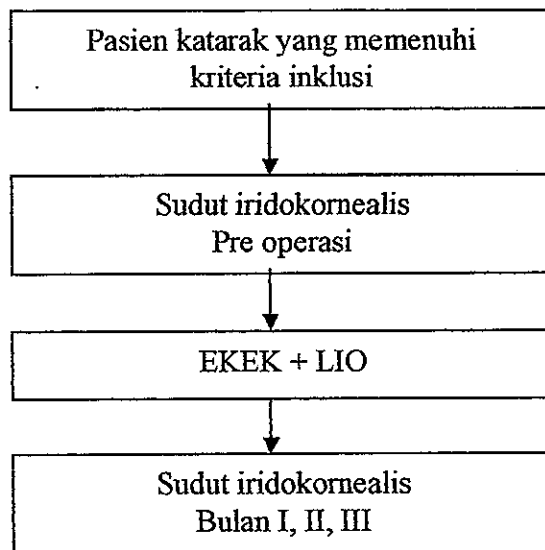 Pasien katarak yang memenuhi
kriteria inklusi
Sudut iridokornealis
Pre operasi
EKEK + LIO
Sudut iridokornealis
Bulan I, II, III